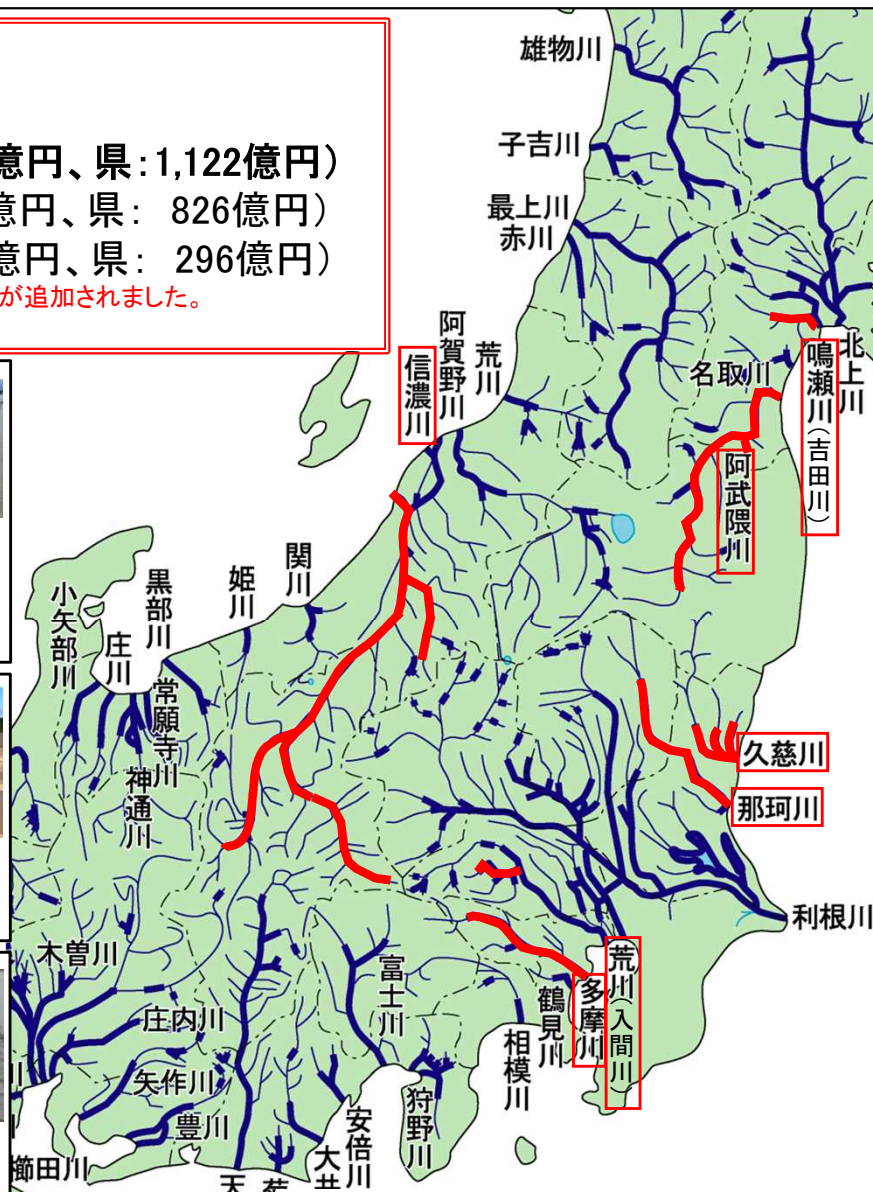 億円、県:1,122億円)
億円、県: 826億円)
億円、県: 296億円)
が追加されました。
雄物川
子吉川
最上川
赤川
北上川
鳴瀬川(吉田川)
名取川
阿武隈川
荒川
阿賀野川
信濃川
関川
姫川
黒部川
常願寺川
神通川
庄川
小矢部川
久慈川
那珂川
利根川
荒川(入間川)
多摩川
鶴見川
相模川
富士川
狩野川
安倍川
大井
天
木曽川
庄内川
矢作川
豊川
櫛田川